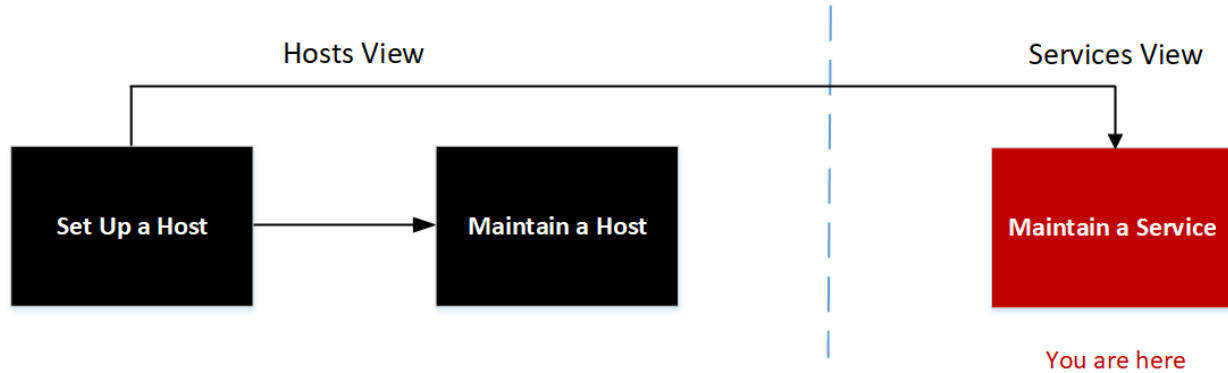 Hosts View
Services View
Set Up a Host
Maintain a Host
Maintain a Service
You are here